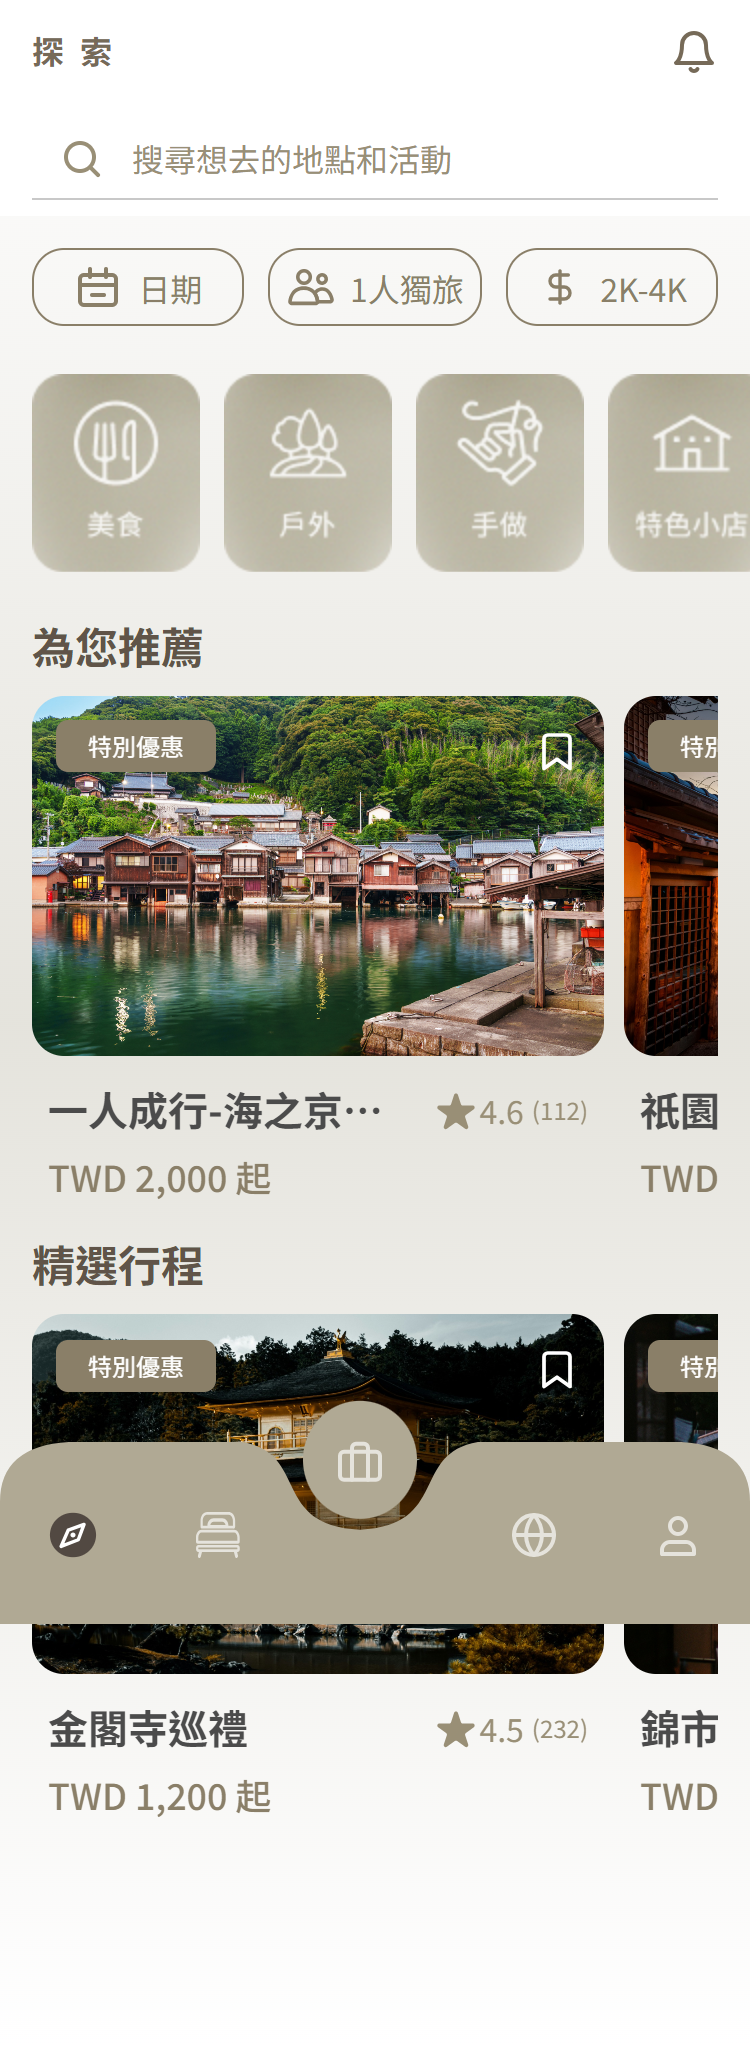 探 索
搜尋想去的地點和活動
日期
1人獨旅
2K-4K
美食
戶外
手做
特色小店
為您推薦
特別優惠
特別
一人成行-海之京⋯
4.6 (112)
祇園
TWD 2,000 起
TWD
精選行程
特別優惠
特別
金閣寺巡禮
4.5 (232)
錦市
TWD 1,200 起
TWD